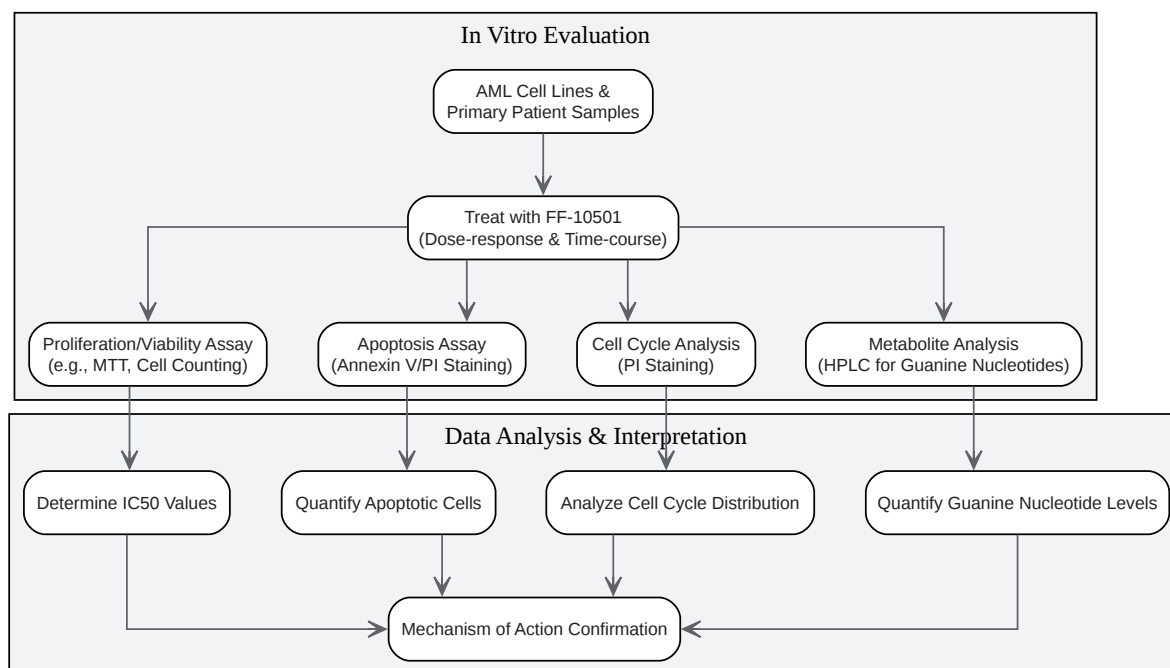 In Vitro Evaluation
AML Cell Lines &
Primary Patient Samples
Treat with FF-10501
(Dose-response & Time-course)
Proliferation/Viability Assay
(e.g., MTT, Cell Counting)
Apoptosis Assay
(Annexin V/PI Staining)
Cell Cycle Analysis
(PI Staining)
Metabolite Analysis
(HPLC for Guanine Nucleotides)
Data Analysis & Interpretation
Determine IC50 Values
Quantify Apoptotic Cells
Analyze Cell Cycle Distribution
Quantify Guanine Nucleotide Levels
Mechanism of Action Confirmation